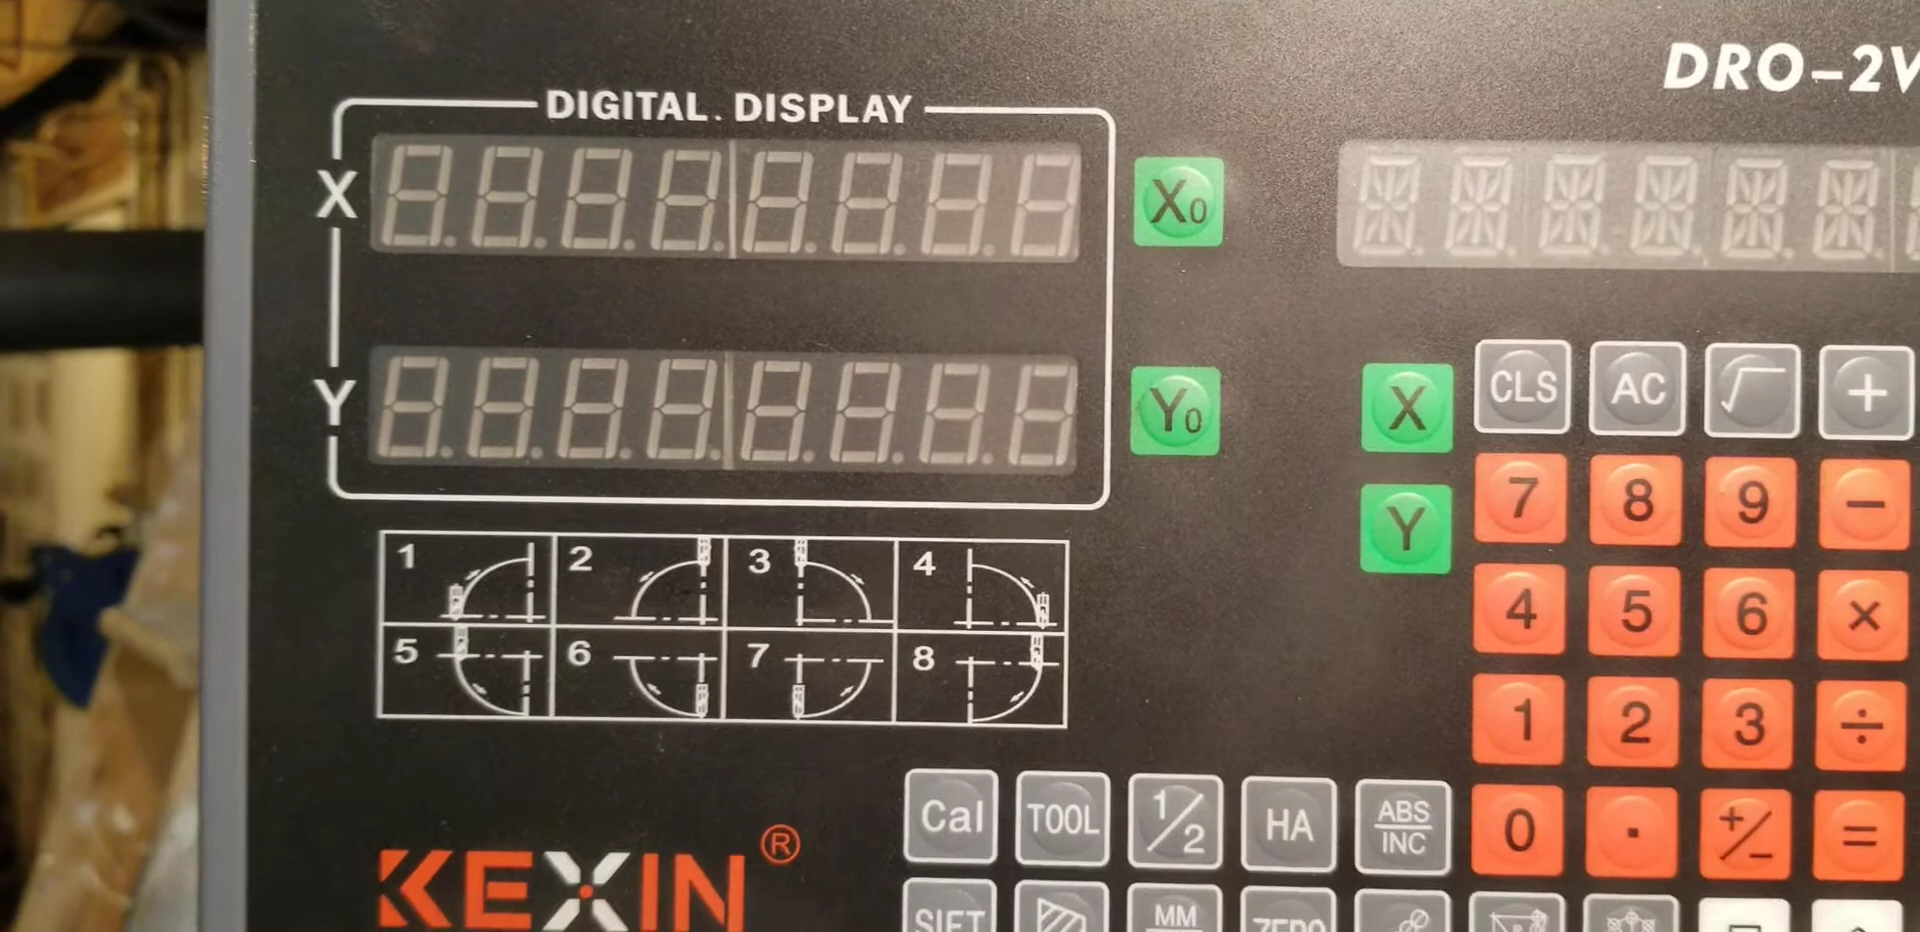 DRO-2V
DIGITAL. DISPLAY
X
X0
Y
Y0
X
CLS
AC
√
+
Y
7
8
9
−
4
5
6
×
1
2
3
÷
0
.
+/−
=
1
2
3
4
5
6
7
8
Cal
TOOL
1/2
HA
ABS
INC
KEXIN®
SIFT
MM
ZERO